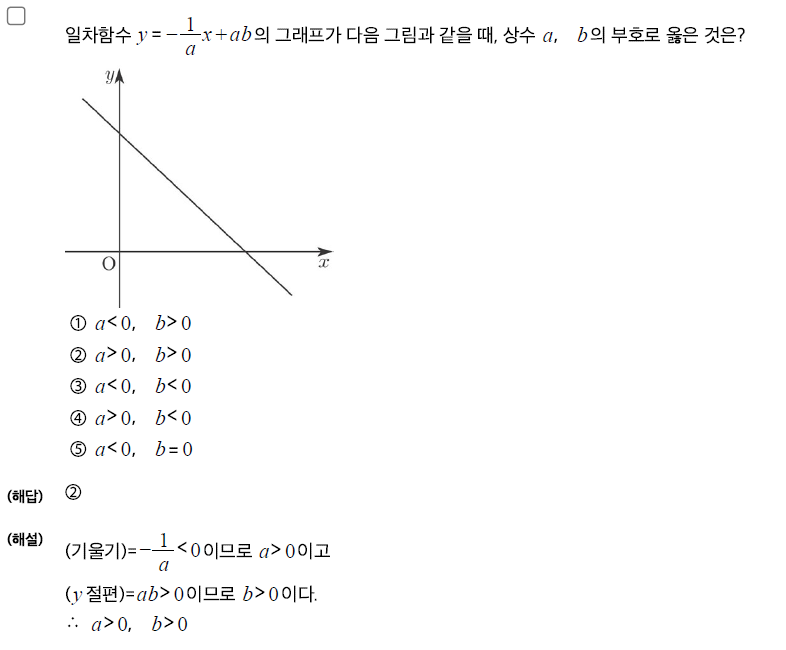 일차함수 y = -1/a x + ab의 그래프가 다음 그림과 같을 때, 상수 a, b의 부호로 옳은 것은?
y
O
x
① a<0, b>0
② a>0, b>0
③ a<0, b<0
④ a>0, b<0
⑤ a<0, b=0
(해답) ②
(해설) (기울기)=-1/a<0이므로 a>0이고
(y절편)=ab>0이므로 b>0이다.
∴ a>0, b>0